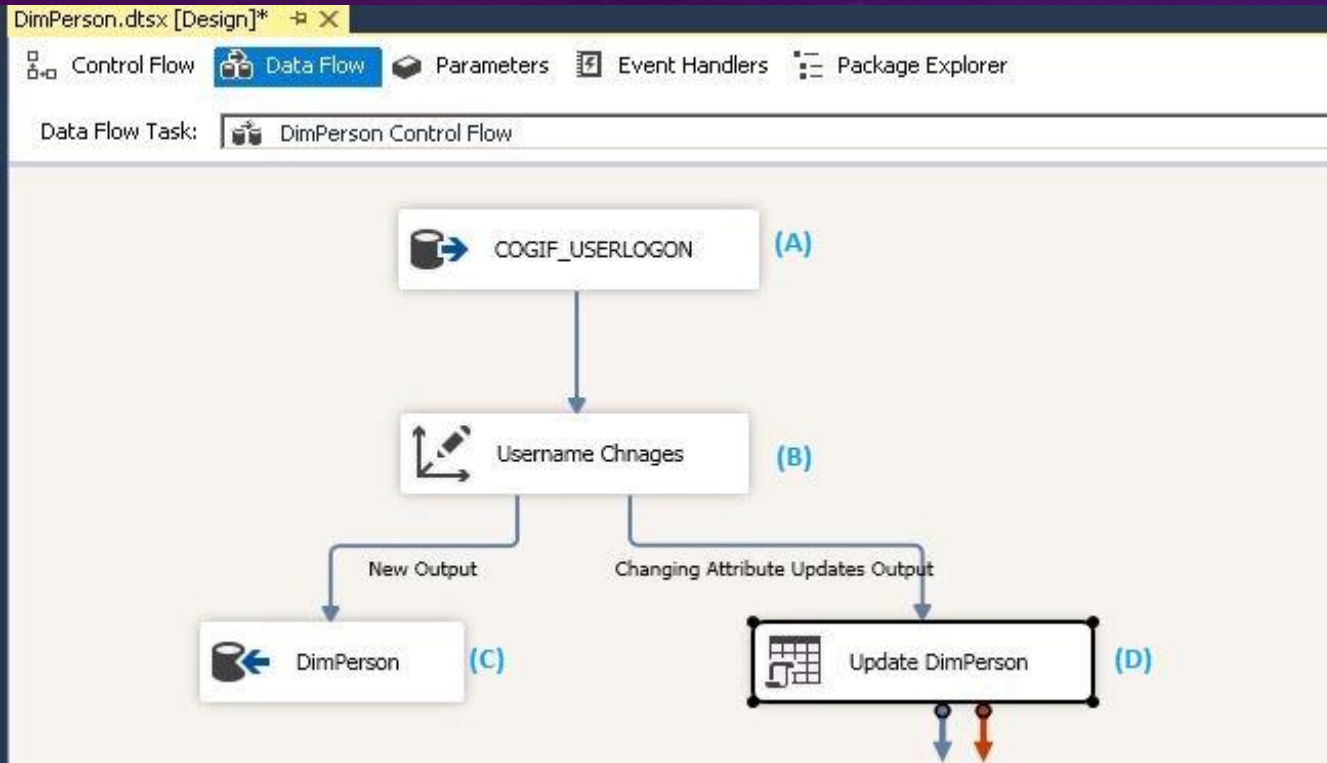 DimPerson.dtsx [Design]*
Control Flow Data Flow Parameters Event Handlers Package Explorer
Data Flow Task: DimPerson Control Flow
COGIF_USERLOGON (A)
Username Chnages (B)
New Output Changing Attribute Updates Output
DimPerson (C) Update DimPerson (D)